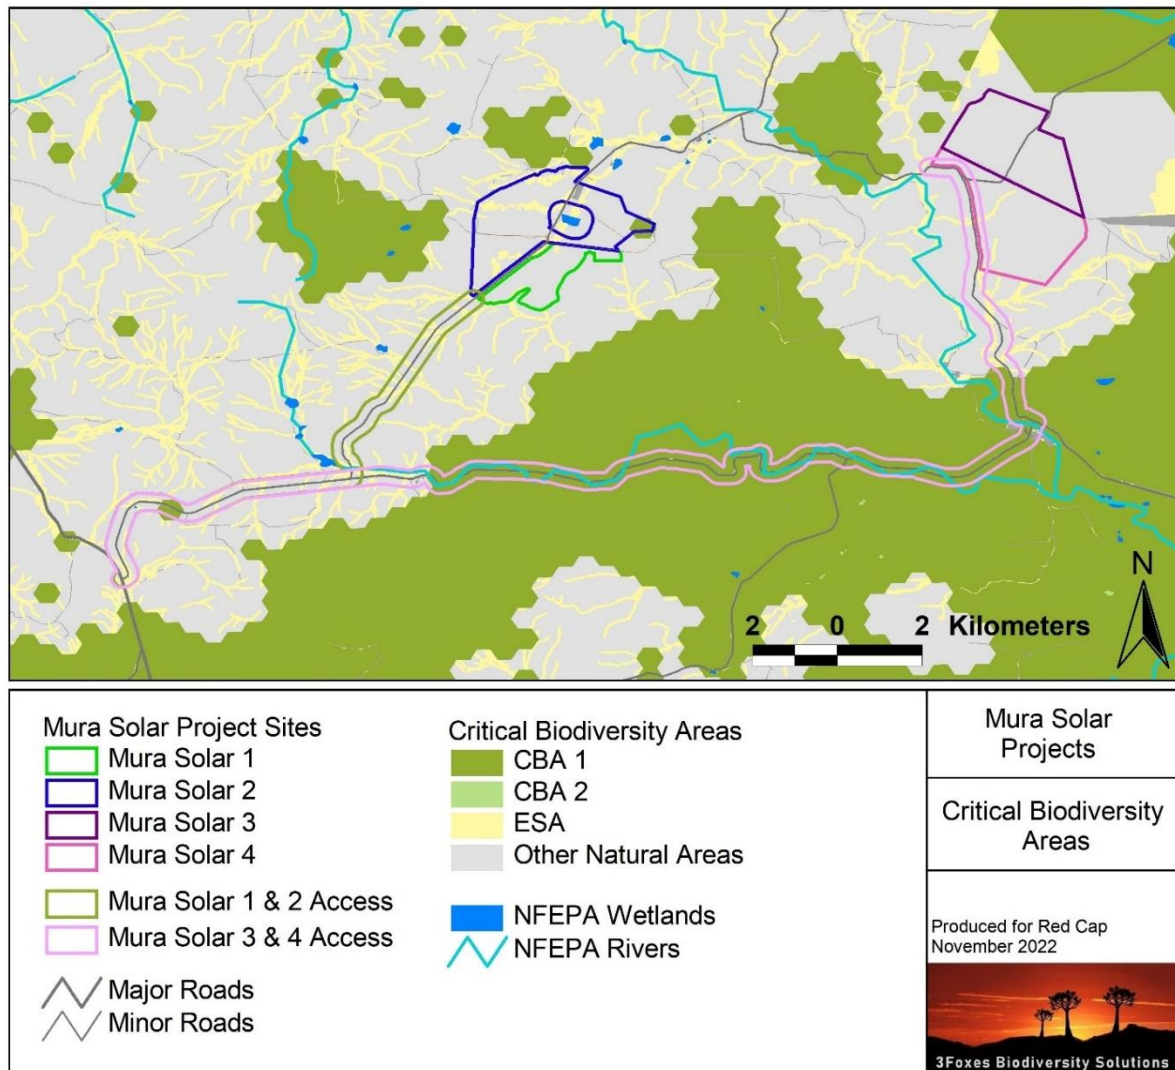 N
2 0 2 Kilometers
Mura Solar Project Sites
Mura Solar 1
Mura Solar 2
Mura Solar 3
Mura Solar 4
Mura Solar 1 & 2 Access
Mura Solar 3 & 4 Access
Major Roads
Minor Roads
Critical Biodiversity Areas
CBA 1
CBA 2
ESA
Other Natural Areas
NFEPA Wetlands
NFEPA Rivers
Mura Solar
Projects
Critical Biodiversity
Areas
Produced for Red Cap
November 2022
3Foxes Biodiversity Solutions